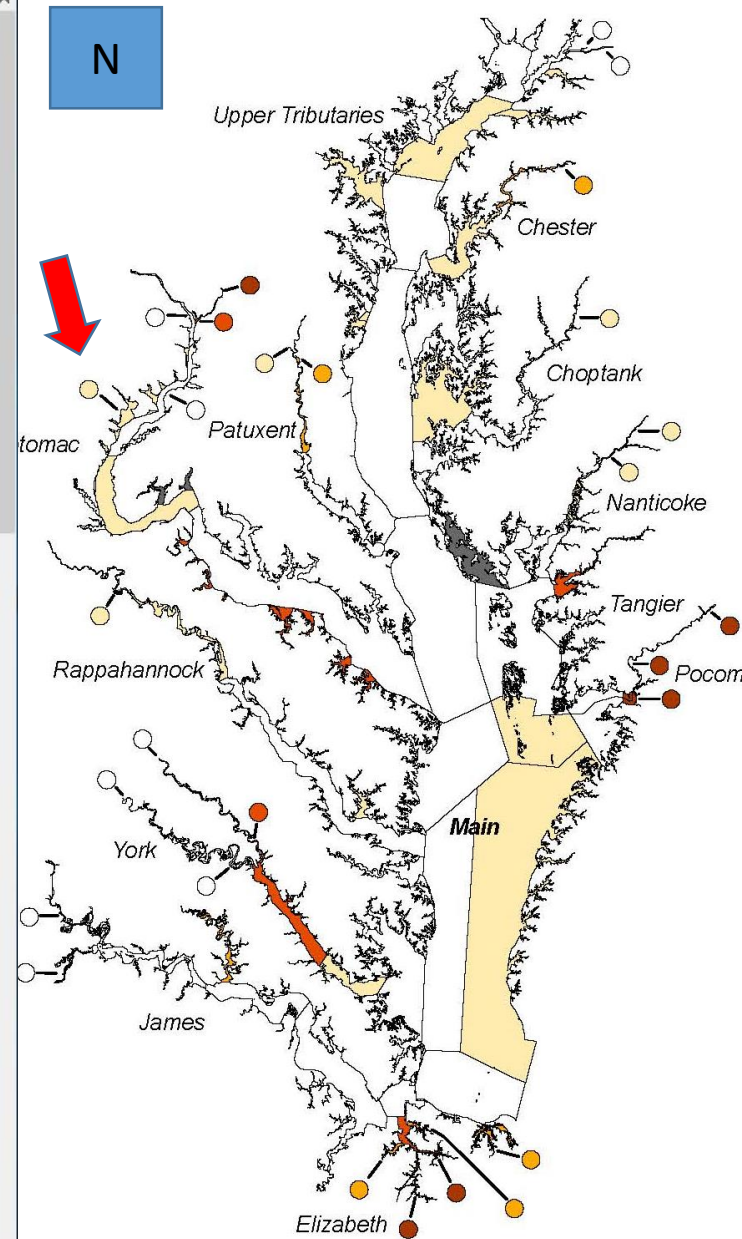 N
Upper Tributaries
Chester
Choptank
Patuxent
tomac
Nanticoke
Tangier
Rappahannock
Pocom
Main
York
James
Elizabeth